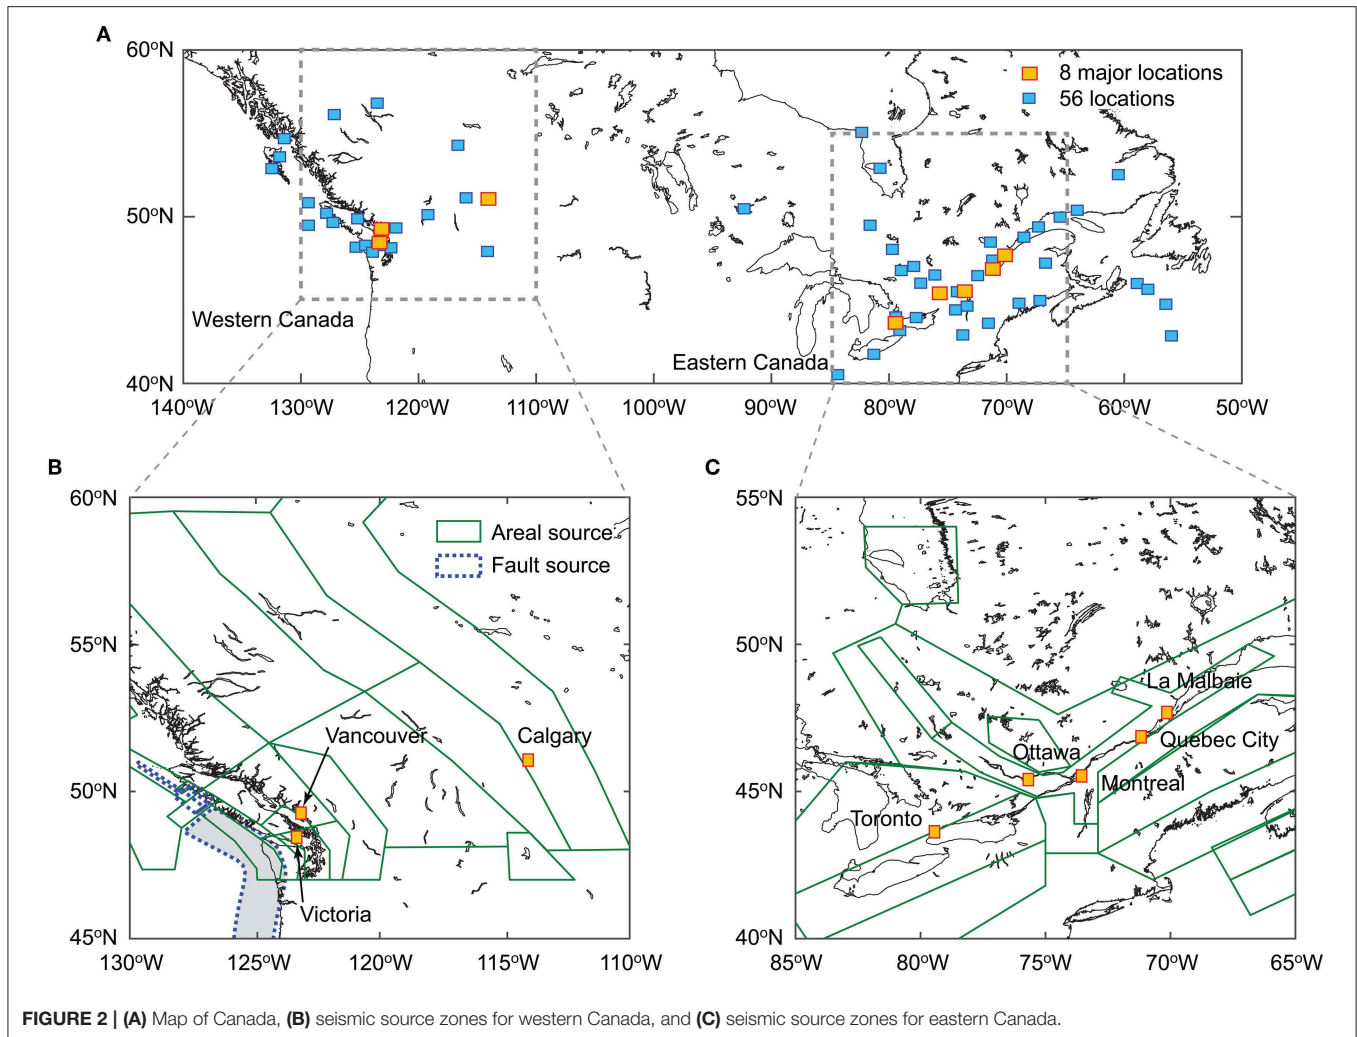 A
60°N
50°N
40°N
140°W 130°W 120°W 110°W 100°W 90°W 80°W 70°W 60°W 50°W
8 major locations
56 locations
Western Canada
Eastern Canada
B
60°N
55°N
50°N
45°N
130°W 125°W 120°W 115°W 110°W
Areal source
Fault source
Vancouver
Calgary
Victoria
C
55°N
50°N
45°N
40°N
85°W 80°W 75°W 70°W 65°W
La Malbaie
Quebec City
Ottawa
Montreal
Toronto
FIGURE 2 | (A) Map of Canada, (B) seismic source zones for western Canada, and (C) seismic source zones for eastern Canada.